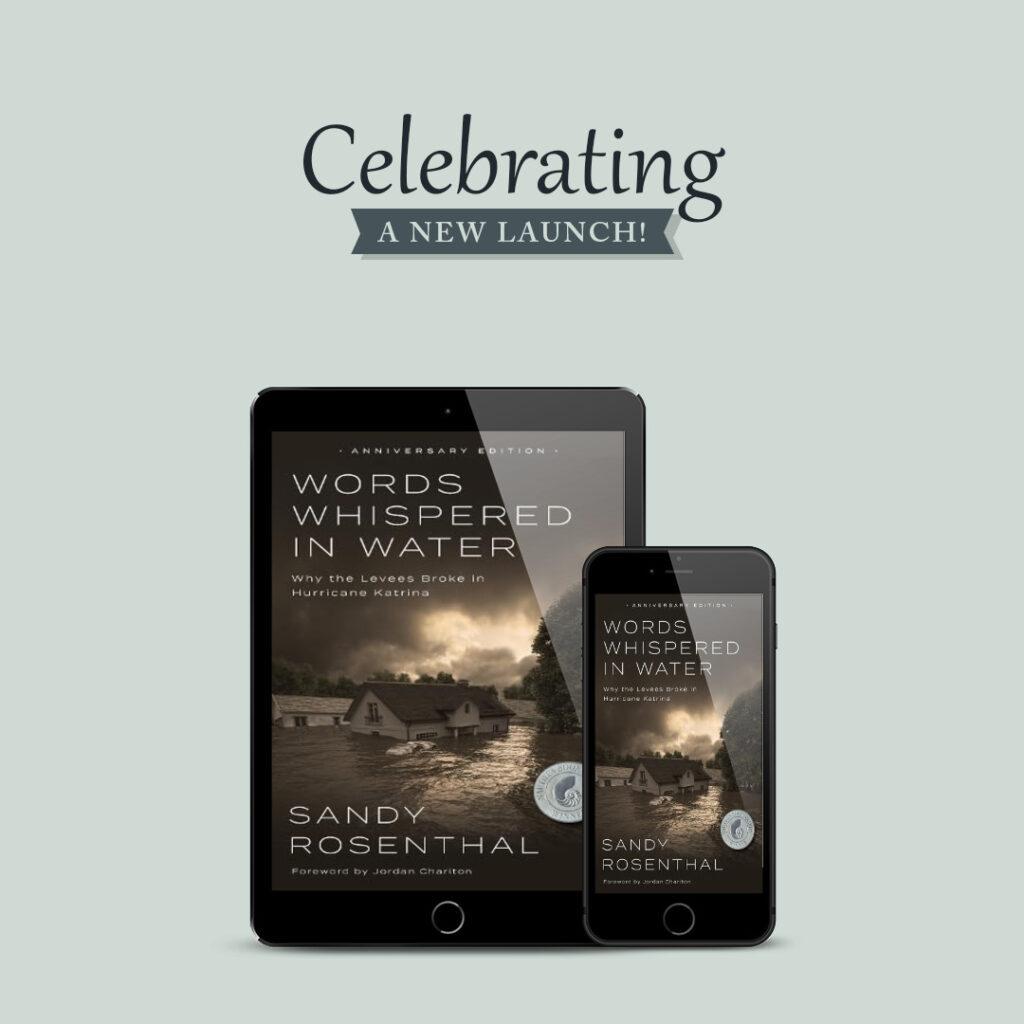 Celebrating
A NEW LAUNCH!
· ANNIVERSARY EDITION ·
WORDS
WHISPERED
IN WATER
Why the Levees Broke in
Hurricane Katrina
SANDY
ROSENTHAL
Foreword by Jordan Chariton
· ANNIVERSARY EDITION ·
WORDS
WHISPERED
IN WATER
Why the Levees Broke in
Hurricane Katrina
SANDY
ROSENTHAL
Foreword by Jordan Chariton